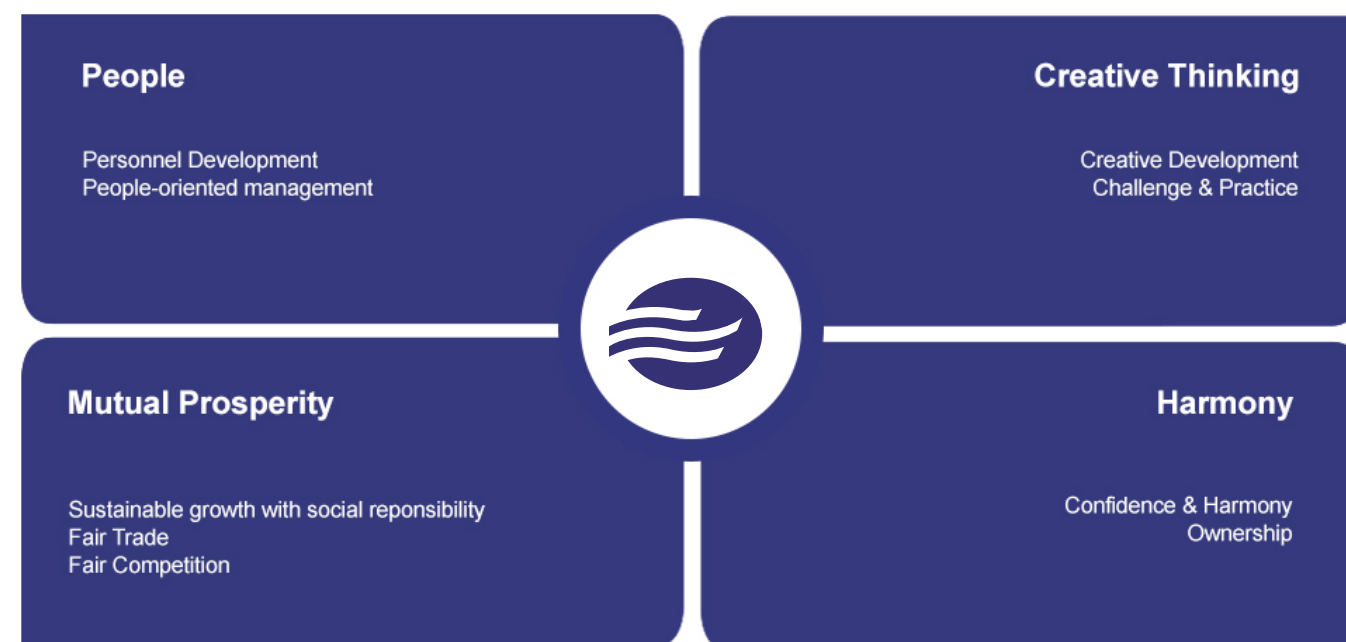 People
Personnel Development
People-oriented management
Creative Thinking
Creative Development
Challenge & Practice
Mutual Prosperity
Sustainable growth with social reponsibility
Fair Trade
Fair Competition
Harmony
Confidence & Harmony
Ownership